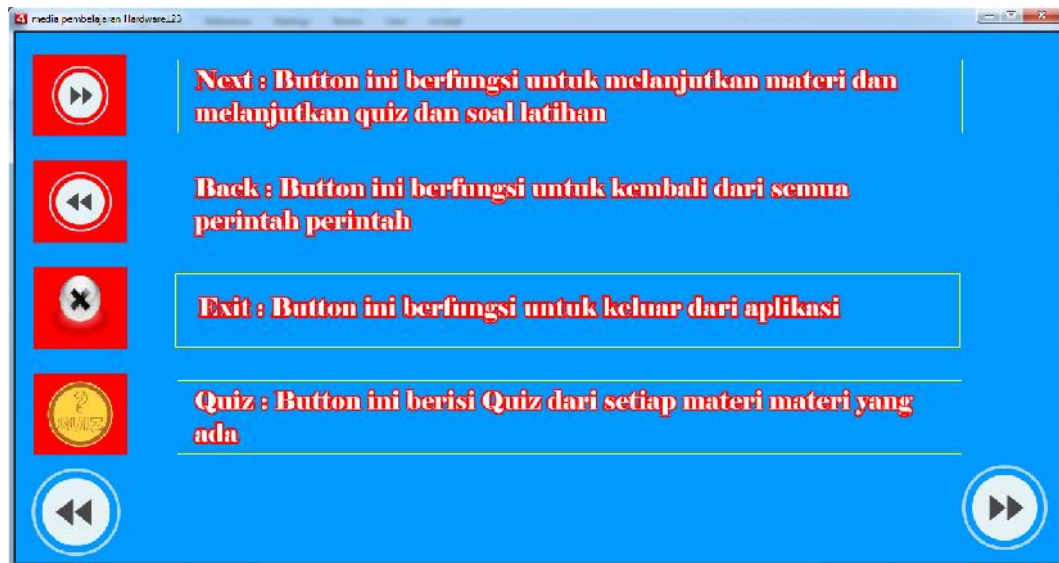 media pembelajaran Hardware123
Next : Button ini berfungsi untuk melanjutkan materi dan
melanjutkan quiz dan soal latihan
Back : Button ini berfungsi untuk kembali dari semua
perintah perintah
Exit : Button ini berfungsi untuk keluar dari aplikasi
? QUIZ
Quiz : Button ini berisi Quiz dari setiap materi materi yang
ada